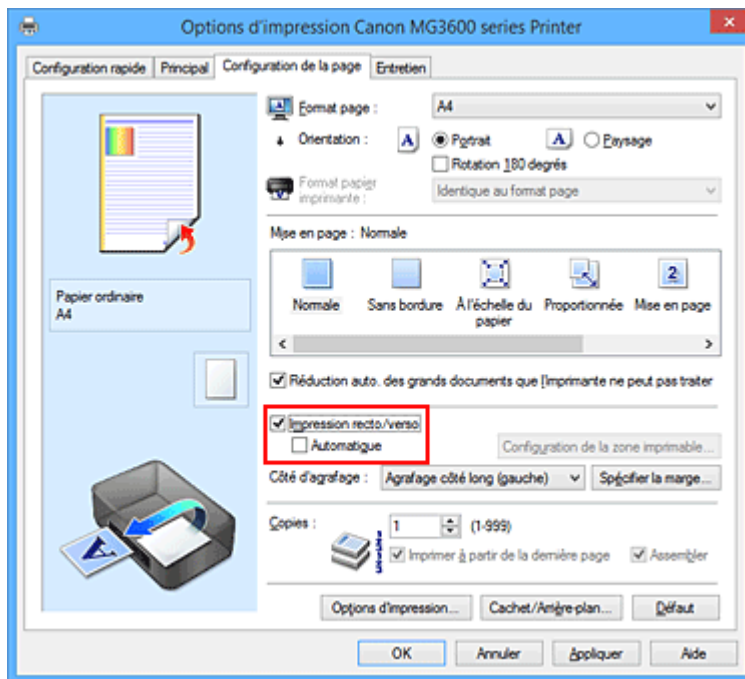 Options d'impression Canon MG3600 series Printer
Configuration rapide Principal Configuration de la page Entretien
Format page : A4
Orientation : A Portrait A Paysage
Rotation 180 degrés
Format papier imprimante : Identique au format page
Mise en page : Normale
Normale Sans bordure À l'échelle du papier Proportionnée Mise en page
Papier ordinaire
A4
Réduction auto. des grands documents que l'imprimante ne peut pas traiter
Impression recto/verso
Automatique Configuration de la zone imprimable...
Côté d'agrafage : Agrafage côté long (gauche) Spécifier la marge...
Copies : 1 (1-999)
Imprimer à partir de la dernière page Assembler
Options d'impression... Cachet/Arrière-plan... Défaut
OK Annuler Appliquer Aide